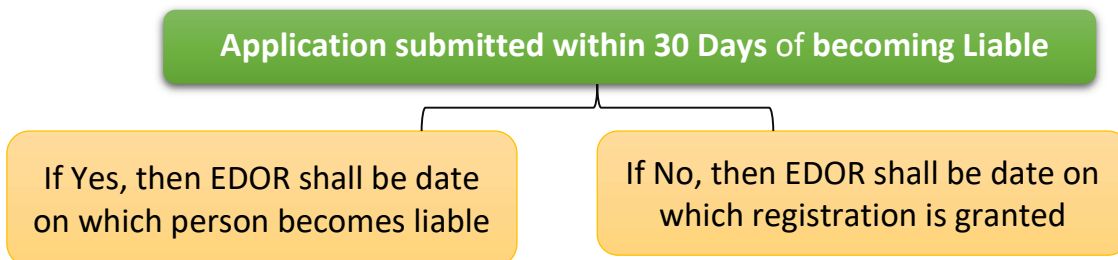 Application submitted within 30 Days of becoming Liable
If Yes, then EDOR shall be date
on which person becomes liable
If No, then EDOR shall be date on
which registration is granted